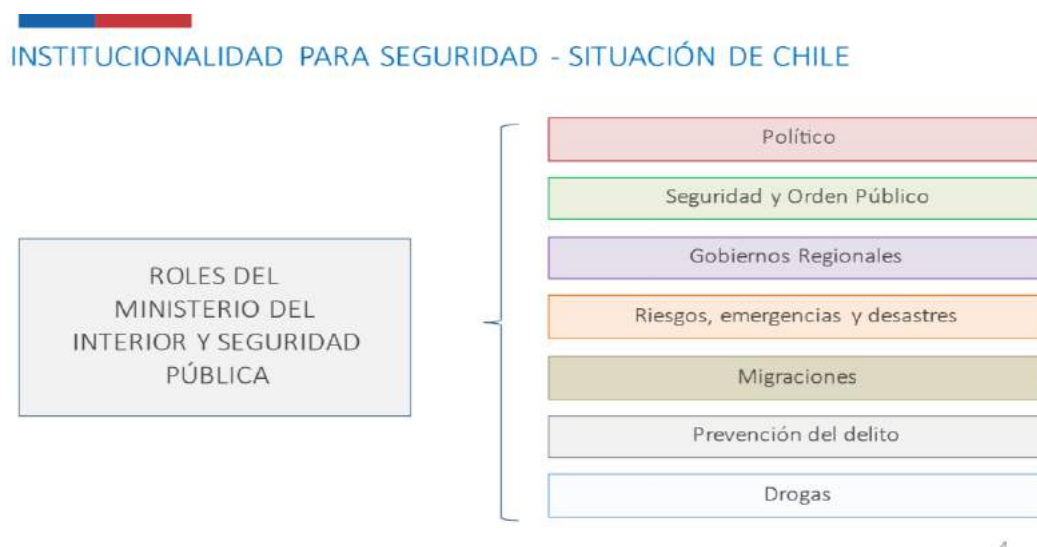 INSTITUCIONALIDAD PARA SEGURIDAD - SITUACIÓN DE CHILE
ROLES DEL
MINISTERIO DEL
INTERIOR Y SEGURIDAD
PÚBLICA
Político
Seguridad y Orden Público
Gobiernos Regionales
Riesgos, emergencias y desastres
Migraciones
Prevención del delito
Drogas